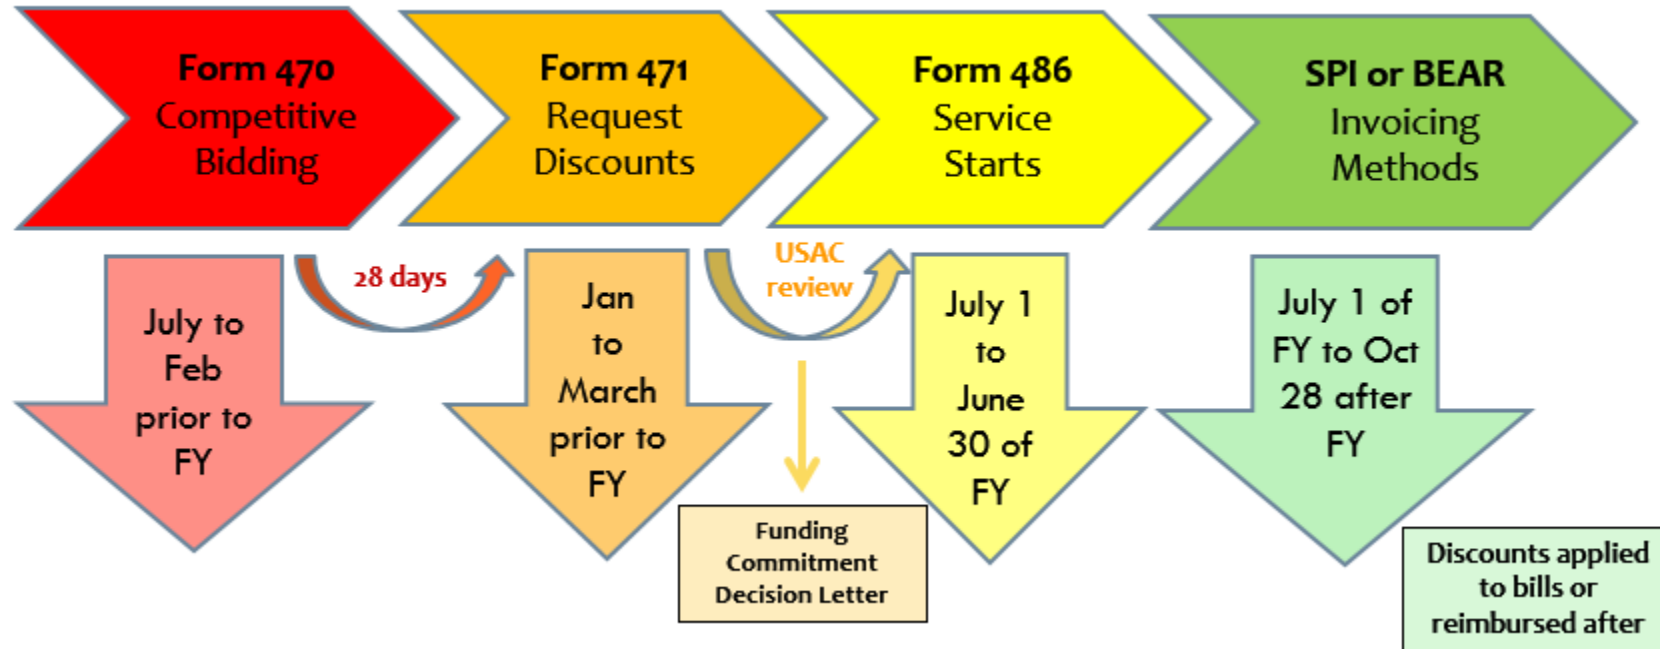 Form 470
Competitive
Bidding
Form 471
Request
Discounts
Form 486
Service
Starts
SPI or BEAR
Invoicing
Methods
28 days
USAC
review
July to
Feb
prior to
FY
Jan
to
March
prior to
FY
July 1
to
June
30 of
FY
July 1 of
FY to Oct
28 after
FY
Funding
Commitment
Decision Letter
Discounts applied
to bills or
reimbursed after